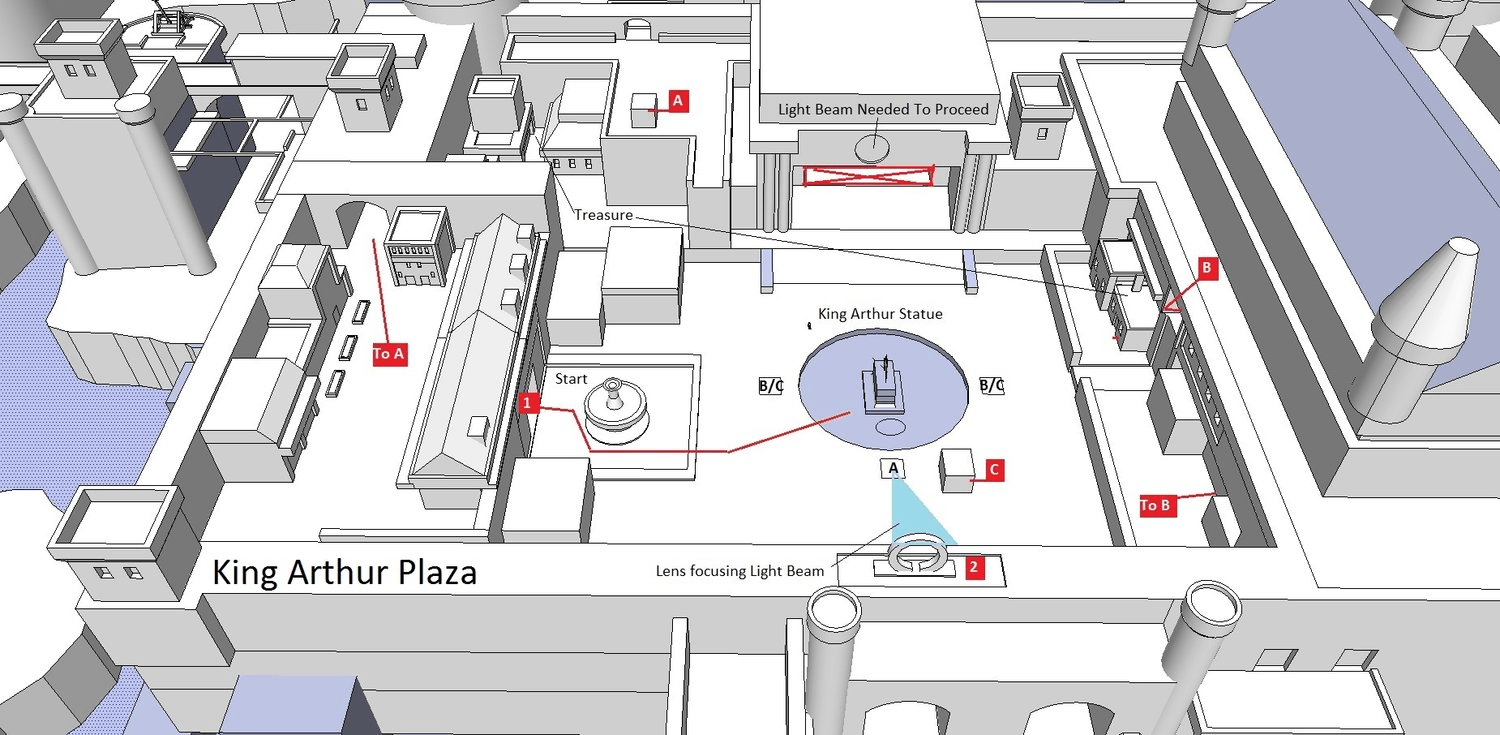 A
Light Beam Needed To Proceed
Treasure
B
King Arthur Statue
To A
Start
B/C
B/C
1
A
C
To B
Lens focusing Light Beam
2
King Arthur Plaza